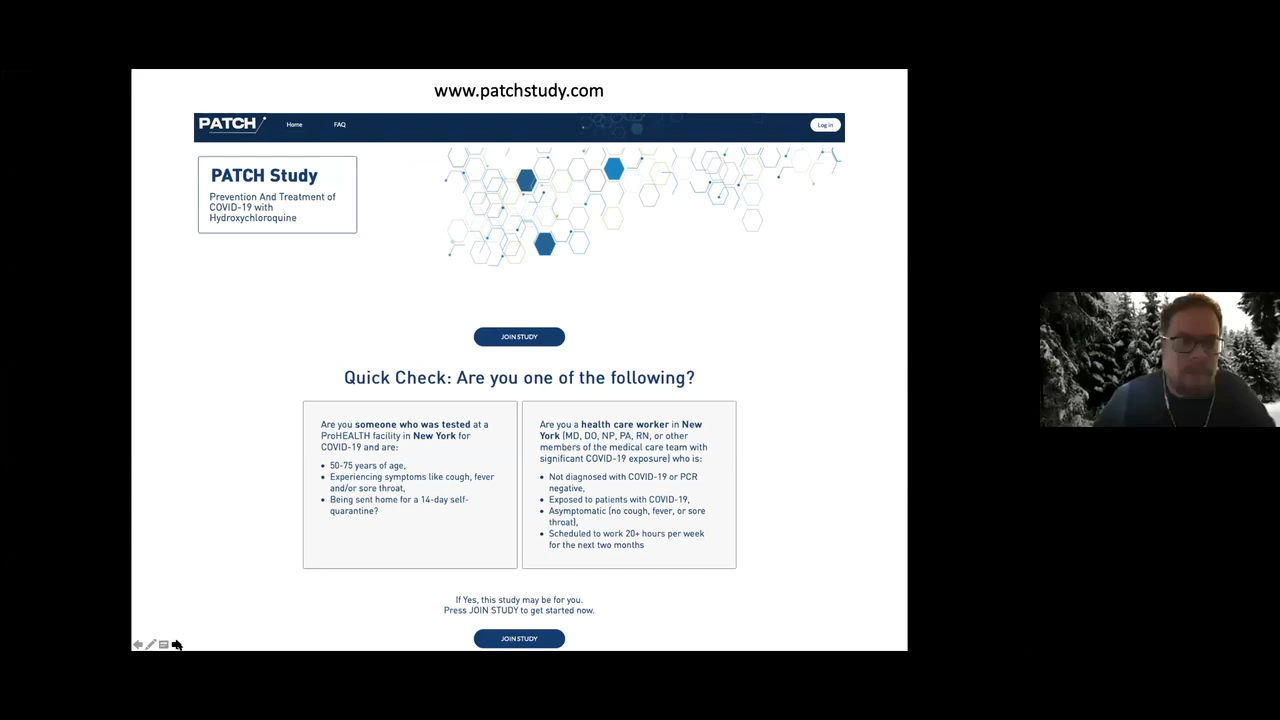 www.patchstudy.com
PATCH
Home
FAQ
Log in
PATCH Study
Prevention And Treatment of
COVID-19 with
Hydroxychloroquine
JOIN STUDY
Quick Check: Are you one of the following?
Are you someone who was tested at a
ProHEALTH facility in New York for
COVID-19 and are:
• 50-75 years of age,
• Experiencing symptoms like cough, fever
and/or sore throat,
• Being sent home for a 14-day self-
quarantine?
Are you a health care worker in New
York (MD, DO, NP, PA, RN, or other
members of the medical care team with
significant COVID-19 exposure) who is:
• Not diagnosed with COVID-19 or PCR
negative,
• Exposed to patients with COVID-19,
• Asymptomatic (no cough, fever, or sore
throat),
• Scheduled to work 20+ hours per week
for the next two months
If Yes, this study may be for you.
Press JOIN STUDY to get started now.
JOIN STUDY